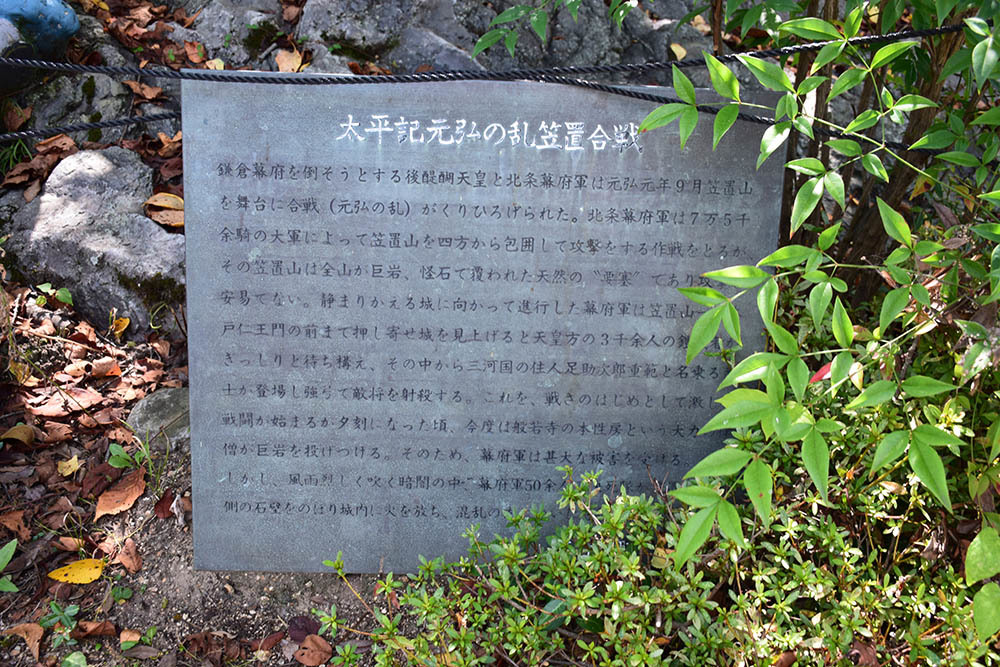 太平記元弘の乱笠置合戦
鎌倉幕府を倒そうとする後醍醐天皇と北条幕府軍は元弘元年9月笠置山
を舞台に合戦（元弘の乱）がくりひろげられた。北条幕府軍は7万5千
余騎の大軍によって笠置山を四方から包囲して攻撃をする作戦をとるが
その笠置山は全山が巨岩、怪石で覆われた天然の〝要塞〞であり攻
安易でない。静まりかえる城に向かって進行した幕府軍は笠置山
戸仁王門の前まで押し寄せ城を見上げると天皇方の3千余人の
ぎっしりと待ち構え、その中から三河国の住人足助次郎重範と名乗る
士が登場し強弓で敵将を射殺する。これを、戦さのはじめとして激し
戦闘が始まるが夕刻になった頃、今度は般若寺の本性房という大力
僧が巨岩を投げつける。そのため、幕府軍は甚大な被害を受ける
しかし、風雨烈しく吹く暗闇の中、幕府軍50余
側の石壁をのぼり城内に火を放ち、混乱の